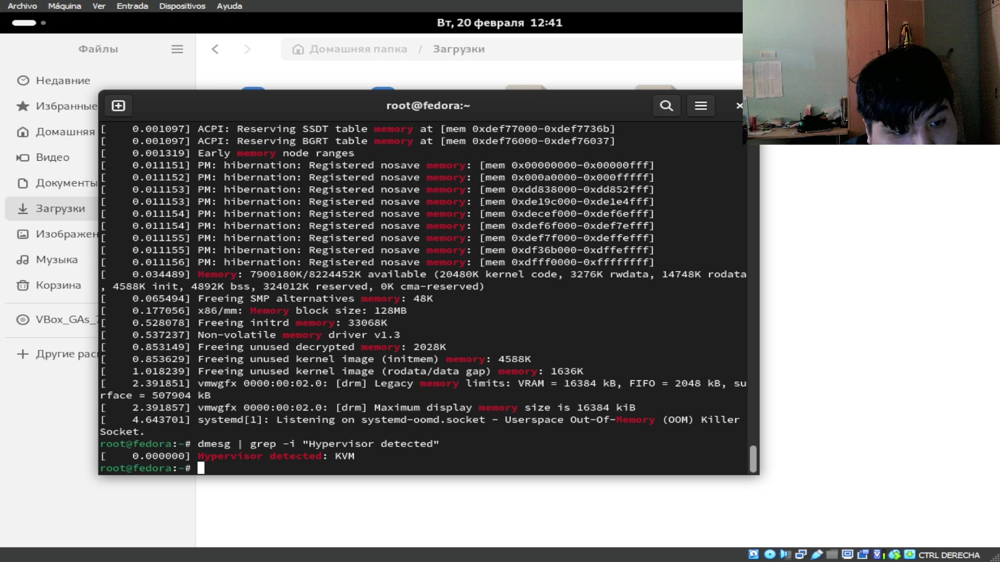 Archivo Máquina Ver Entrada Dispositivos Ayuda
Вт, 20 февраля 12:41
Файлы
Домашняя папка / Загрузки
Недавние
Избранные
Домашняя
Видео
Документы
Загрузки
Изображен
Музыка
Корзина
VBox_GAs_7
Другие рас
root@fedora:~
[    0.001097] ACPI: Reserving SSDT table memory at [mem 0xdef77000-0xdef7736b]
[    0.001097] ACPI: Reserving BGRT table memory at [mem 0xdef76000-0xdef76037]
[    0.001319] Early memory node ranges
[    0.011151] PM: hibernation: Registered nosave memory: [mem 0x00000000-0x00000fff]
[    0.011152] PM: hibernation: Registered nosave memory: [mem 0x000a0000-0x000fffff]
[    0.011153] PM: hibernation: Registered nosave memory: [mem 0xdd838000-0xdd852fff]
[    0.011153] PM: hibernation: Registered nosave memory: [mem 0xde19c000-0xde1e4fff]
[    0.011154] PM: hibernation: Registered nosave memory: [mem 0xdecef000-0xdef6efff]
[    0.011154] PM: hibernation: Registered nosave memory: [mem 0xdef6f000-0xdef7efff]
[    0.011155] PM: hibernation: Registered nosave memory: [mem 0xdef7f000-0xdeffefff]
[    0.011155] PM: hibernation: Registered nosave memory: [mem 0xdf36b000-0xdffeffff]
[    0.011156] PM: hibernation: Registered nosave memory: [mem 0xdfff0000-0xffffffff]
[    0.034489] Memory: 7900180K/8224452K available (20480K kernel code, 3276K rwdata, 14748K rodata
, 4588K init, 4892K bss, 324012K reserved, 0K cma-reserved)
[    0.065494] Freeing SMP alternatives memory: 48K
[    0.177056] x86/mm: Memory block size: 128MB
[    0.528078] Freeing initrd memory: 33068K
[    0.537237] Non-volatile memory driver v1.3
[    0.853149] Freeing unused decrypted memory: 2028K
[    0.853629] Freeing unused kernel image (initmem) memory: 4588K
[    1.018239] Freeing unused kernel image (rodata/data gap) memory: 1636K
[    2.391851] vmwgfx 0000:00:02.0: [drm] Legacy memory limits: VRAM = 16384 kB, FIFO = 2048 kB, su
rface = 507904 kB
[    2.391857] vmwgfx 0000:00:02.0: [drm] Maximum display memory size is 16384 kiB
[    4.643701] systemd[1]: Listening on systemd-oomd.socket - Userspace Out-Of-Memory (OOM) Killer
Socket.
root@fedora:~# dmesg | grep -i "Hypervisor detected"
[    0.000000] Hypervisor detected: KVM
root@fedora:~#
CTRL DERECHA